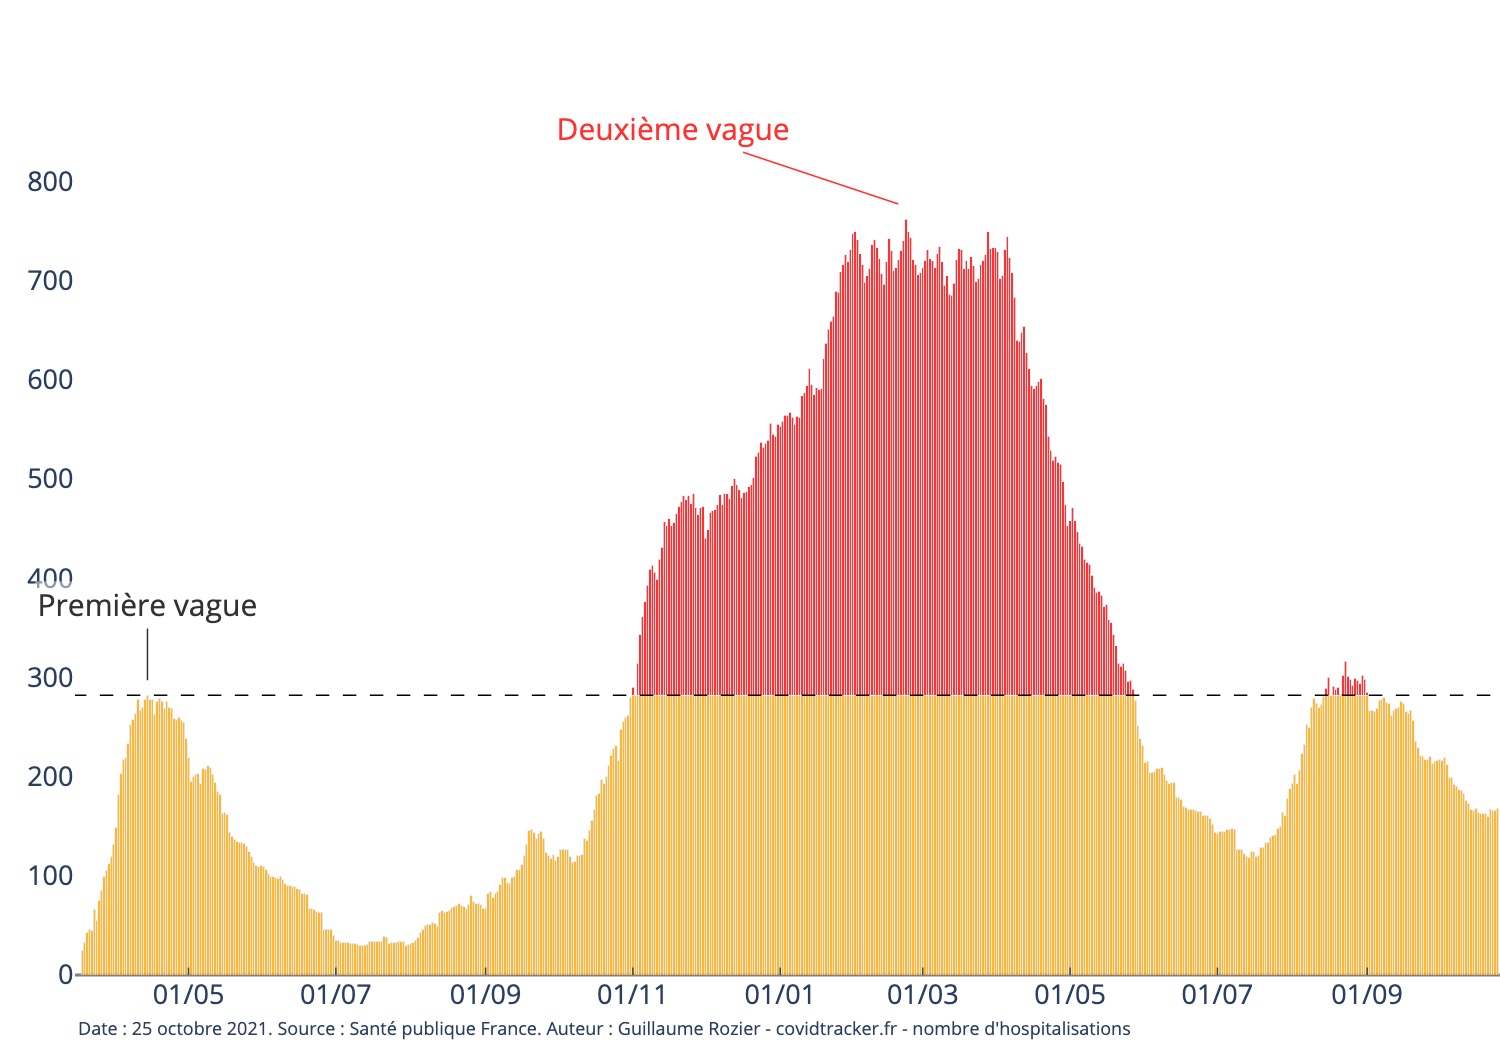 Deuxième vague
800
700
600
500
400
Première vague
300
200
100
0
01/05 01/07 01/09 01/11 01/01 01/03 01/05 01/07 01/09
Date : 25 octobre 2021. Source : Santé publique France. Auteur : Guillaume Rozier - covidtracker.fr - nombre d'hospitalisations